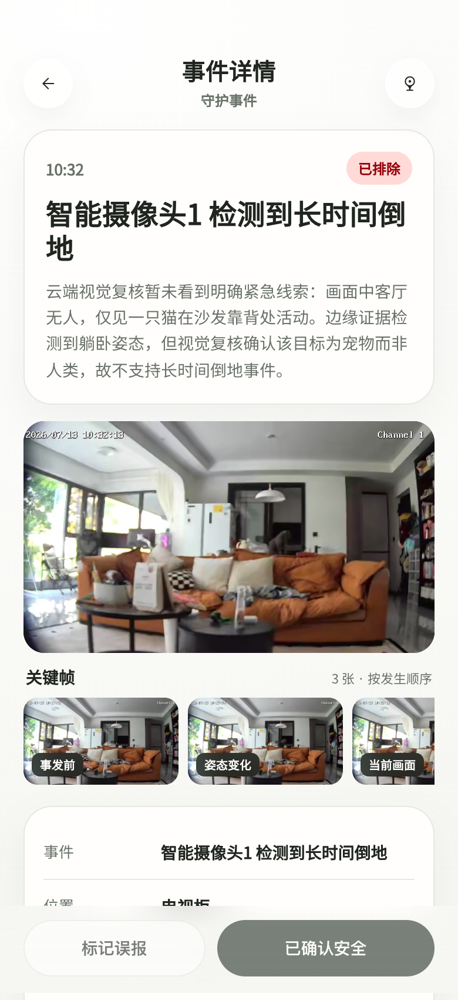 事件详情
守护事件
10:32
已排除
智能摄像头1 检测到长时间倒
地
云端视觉复核暂未看到明确紧急线索：画面中客厅
无人，仅见一只猫在沙发靠背处活动。边缘证据检
测到躺卧姿态，但视觉复核确认该目标为宠物而非
人类，故不支持长时间倒地事件。
2026/07/13 10:32:13
Channel 1
关键帧
3 张 · 按发生顺序
事发前
姿态变化
当前画面
事件
智能摄像头1 检测到长时间倒地
位置
电视柜
标记误报
已确认安全